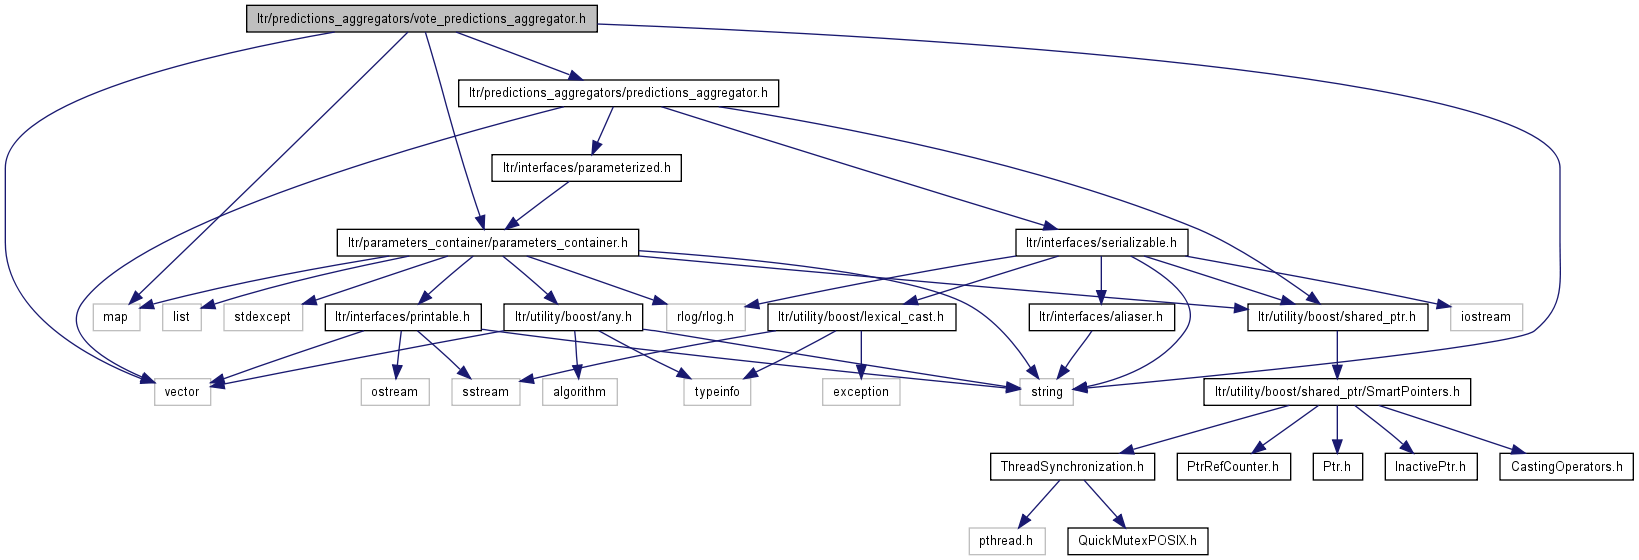 ltr/predictions_aggregators/vote_predictions_aggregator.h
ltr/predictions_aggregators/predictions_aggregator.h
ltr/interfaces/parameterized.h
ltr/parameters_container/parameters_container.h
ltr/interfaces/serializable.h
map
list
stdexcept
ltr/interfaces/printable.h
ltr/utility/boost/any.h
rlog/rlog.h
ltr/utility/boost/lexical_cast.h
ltr/interfaces/aliaser.h
ltr/utility/boost/shared_ptr.h
iostream
vector
ostream
sstream
algorithm
typeinfo
exception
string
ltr/utility/boost/shared_ptr/SmartPointers.h
ThreadSynchronization.h
PtrRefCounter.h
Ptr.h
InactivePtr.h
CastingOperators.h
pthread.h
QuickMutexPOSIX.h